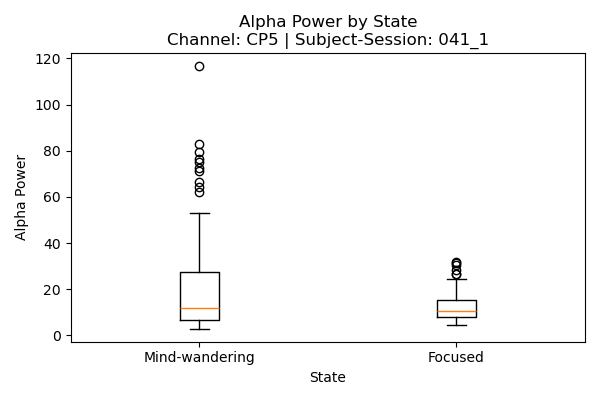 Alpha Power by State
Channel: CP5 | Subject-Session: 041_1
120
100
80
60
40
20
0
Alpha Power
Mind-wandering
Focused
State